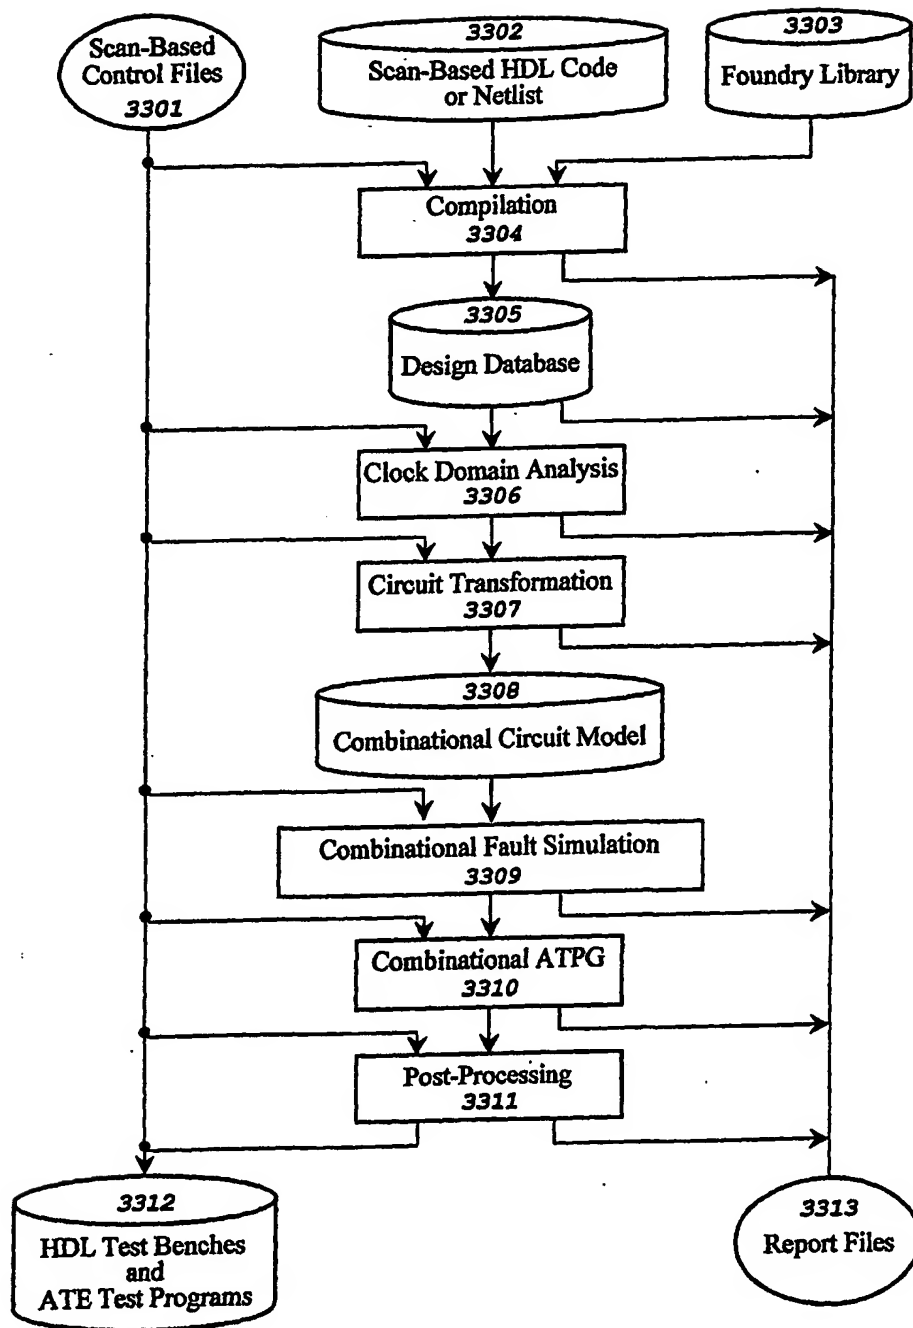 Scan-Based
Control Files
3301
3302
Scan-Based HDL Code
or Netlist
3303
Foundry Library
Compilation
3304
3305
Design Database
Clock Domain Analysis
3306
Circuit Transformation
3307
3308
Combinational Circuit Model
Combinational Fault Simulation
3309
Combinational ATPG
3310
Post-Processing
3311
3312
HDL Test Benches
and
ATE Test Programs
3313
Report Files